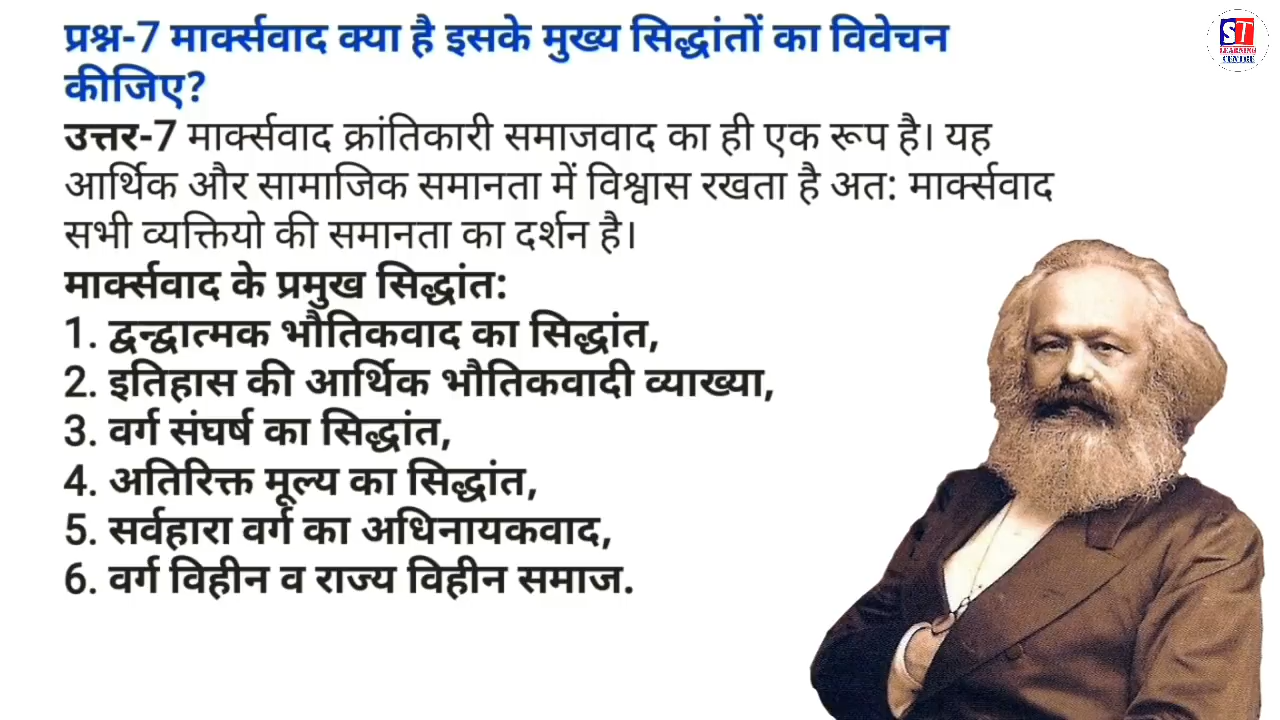 प्रश्न-7 मार्क्सवाद क्या है इसके मुख्य सिद्धांतों का विवेचन
कीजिए?
उत्तर-7 मार्क्सवाद क्रांतिकारी समाजवाद का ही एक रूप है। यह
आर्थिक और सामाजिक समानता में विश्वास रखता है अत: मार्क्सवाद
सभी व्यक्तियो की समानता का दर्शन है।
मार्क्सवाद के प्रमुख सिद्धांत:
1. द्वन्द्वात्मक भौतिकवाद का सिद्धांत,
2. इतिहास की आर्थिक भौतिकवादी व्याख्या,
3. वर्ग संघर्ष का सिद्धांत,
4. अतिरिक्त मूल्य का सिद्धांत,
5. सर्वहारा वर्ग का अधिनायकवाद,
6. वर्ग विहीन व राज्य विहीन समाज.
ST
LEARNING
CENTRE